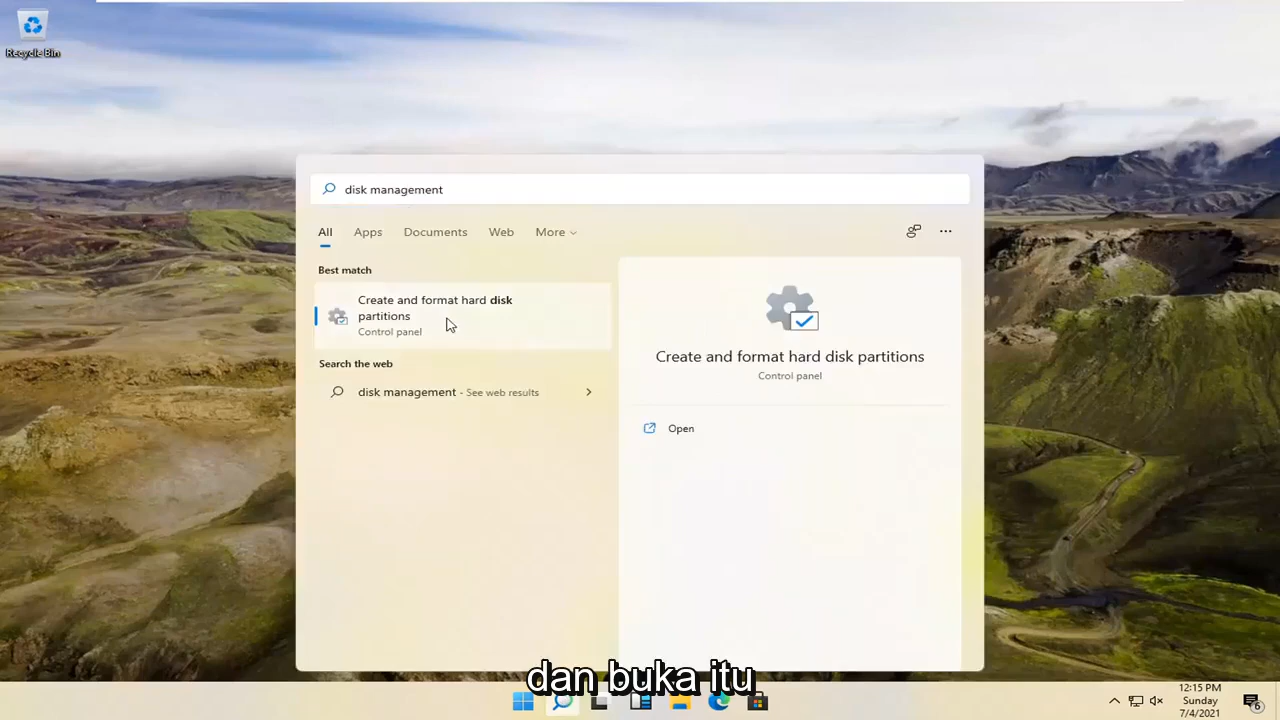 Recycle Bin
disk management
All Apps Documents Web More
Best match
Create and format hard disk
partitions
Control panel
Search the web
disk management - See web results
Create and format hard disk partitions
Control panel
Open
dan buka itu
12:15 PM
Sunday
7/4/2021
6